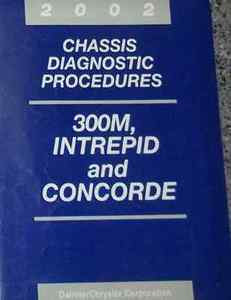 2002
CHASSIS
DIAGNOSTIC
PROCEDURES
300M,
INTREPID
and
CONCORDE
DaimlerChrysler Corporation